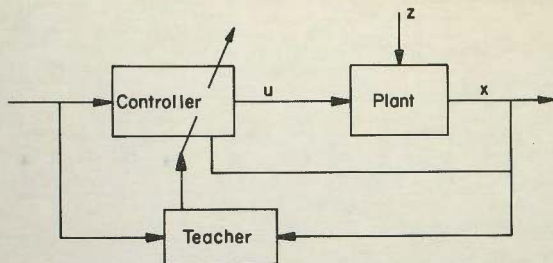 z
Controller
u
Plant
x
Teacher